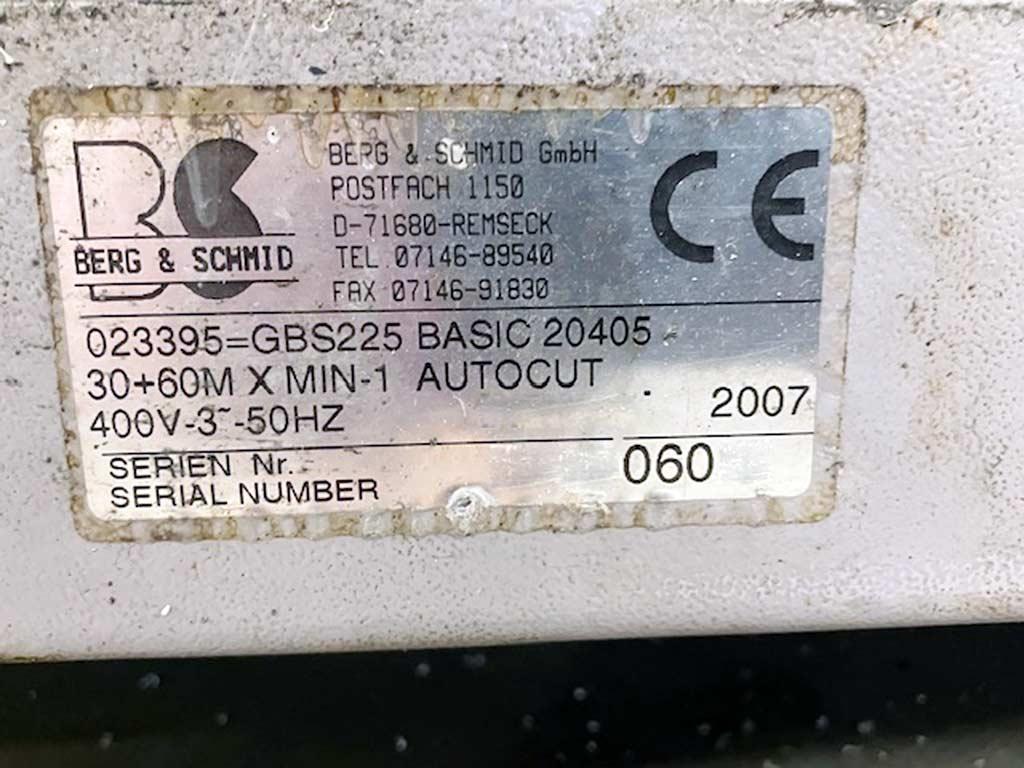 BS
BERG & SCHMID
BERG & SCHMID GmbH
POSTFACH 1150
D-71680-REMSECK
TEL 07146-89540
FAX 07146-91830
CE
023395=GBS225 BASIC 20405
30+60M X MIN-1 AUTOCUT
400V-3~-50HZ
2007
SERIEN Nr.
SERIAL NUMBER
060